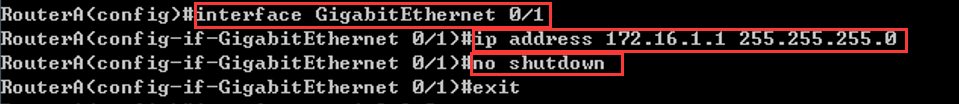 RouterA(config)#interface GigabitEthernet 0/1
RouterA(config-if-GigabitEthernet 0/1)#ip address 172.16.1.1 255.255.255.0
RouterA(config-if-GigabitEthernet 0/1)#no shutdown
RouterA(config-if-GigabitEthernet 0/1)#exit